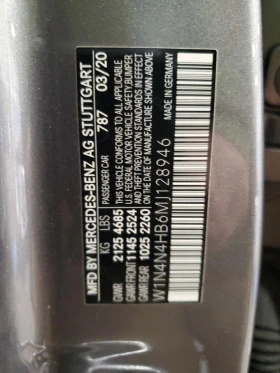 MFD BY MERCEDES-BENZ AG STUTTGART
PASSENGER CAR 787 03/20
KG LBS THIS VEHICLE CONFORMS TO ALL APPLICABLE
GVWR 2125 4685 U.S. FEDERAL MOTOR VEHICLE SAFETY, BUMPER,
GAWR FRONT 1145 2524 AND THEFT PREVENTION STANDARDS IN EFFECT
GAWR REAR 1025 2260 ON THE DATE OF MANUFACTURE SHOWN ABOVE
W1N4N4HB6MJ128946 MADE IN GERMANY